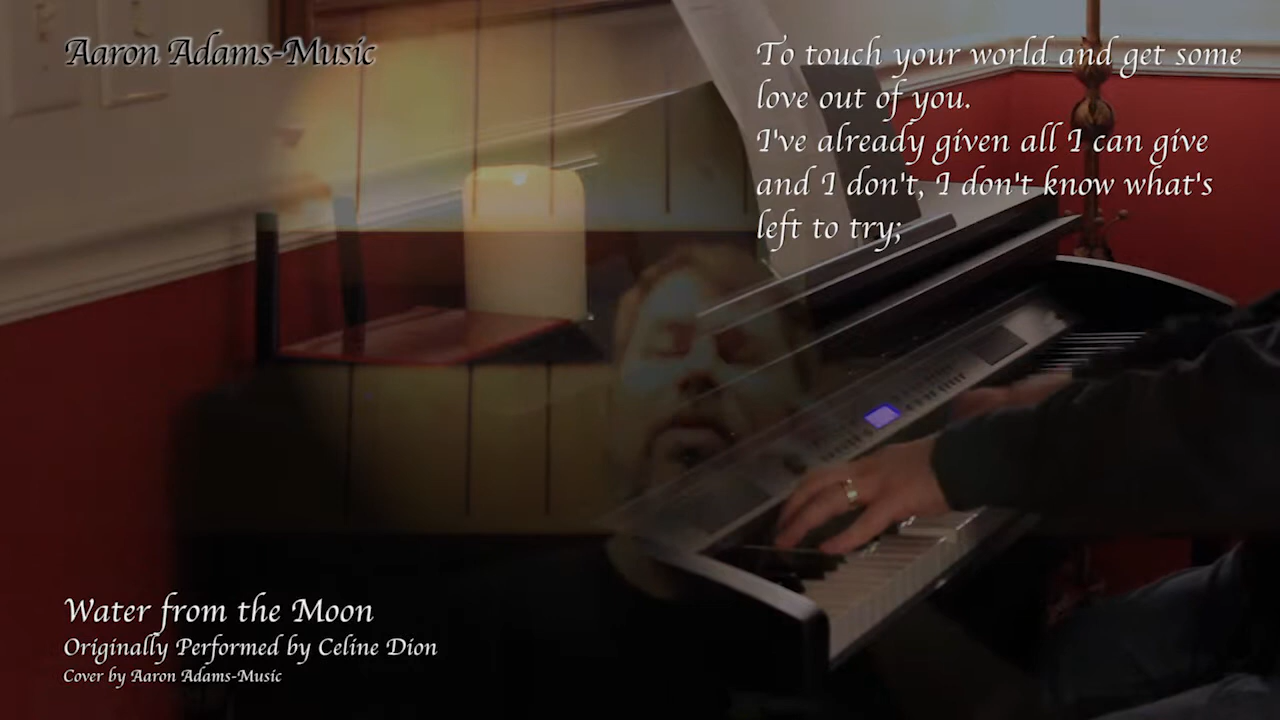 Aaron Adams-Music
To touch your world and get some
love out of you.
I've already given all I can give
and I don't, I don't know what's
left to try;
Water from the Moon
Originally Performed by Celine Dion
Cover by Aaron Adams-Music